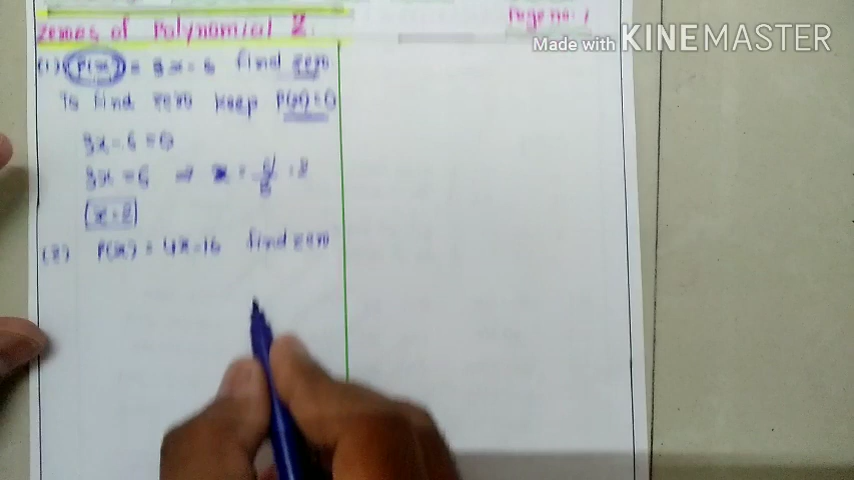 Page no. 1
Made with KINEMASTER
Zeroes of Polynomial Z.
(1) P(x) = 3x - 6 find zero
To find zero keep P(x) = 0
3x - 6 = 0
3x = 6 ⇒ x = 6/3 = 2
x = 2
(2) P(x) = 4x - 16 find zero